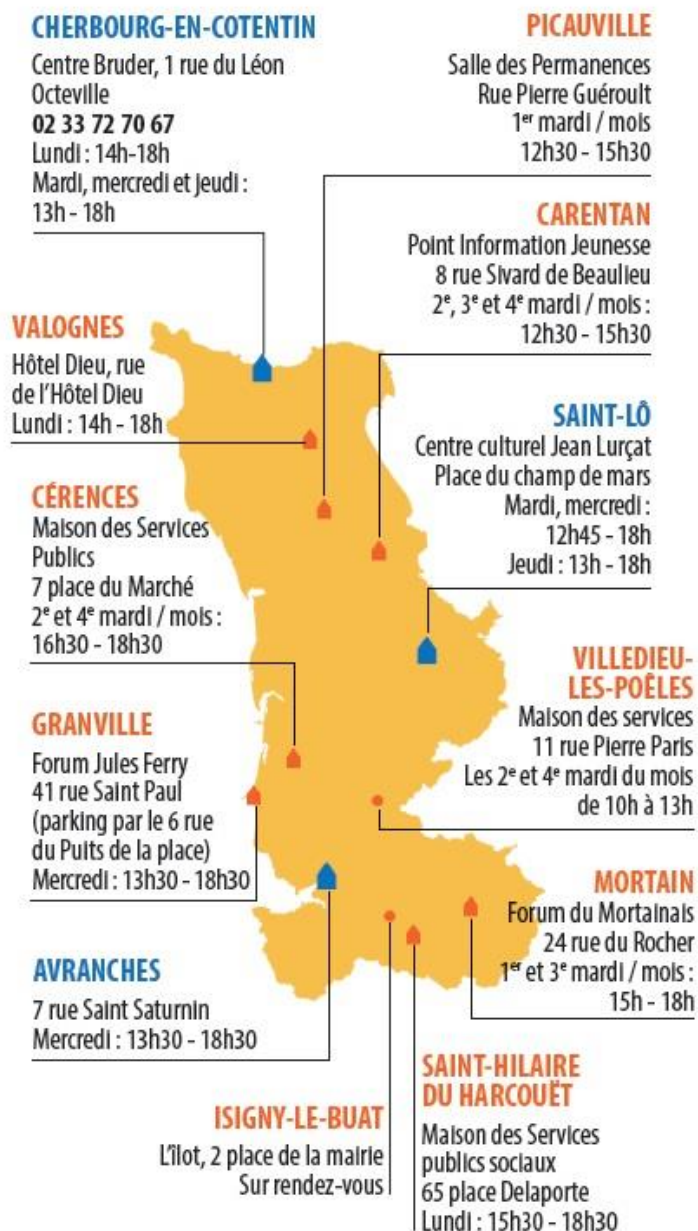 CHERBOURG-EN-COTENTIN
Centre Bruder, 1 rue du Léon
Octeville
02 33 72 70 67
Lundi : 14h-18h
Mardi, mercredi et jeudi :
13h - 18h
PICAUVILLE
Salle des Permanences
Rue Pierre Guéroult
1er mardi / mois
12h30 - 15h30
CARENTAN
Point Information Jeunesse
8 rue Sivard de Beaulieu
2e, 3e et 4e mardi / mois :
12h30 - 15h30
VALOGNES
Hôtel Dieu, rue
de l'Hôtel Dieu
Lundi : 14h - 18h
SAINT-LÔ
Centre culturel Jean Lurçat
Place du champ de mars
Mardi, mercredi :
12h45 - 18h
Jeudi : 13h - 18h
CÉRENCES
Maison des Services
Publics
7 place du Marché
2e et 4e mardi / mois :
16h30 - 18h30
VILLEDIEU-
LES-POÊLES
Maison des services
11 rue Pierre Paris
Les 2e et 4e mardi du mois
de 10h à 13h
GRANVILLE
Forum Jules Ferry
41 rue Saint Paul
(parking par le 6 rue
du Puits de la place)
Mercredi : 13h30 - 18h30
MORTAIN
Forum du Mortainais
24 rue du Rocher
1er et 3e mardi / mois :
15h - 18h
AVRANCHES
7 rue Saint Saturnin
Mercredi : 13h30 - 18h30
ISIGNY-LE-BUAT
L'îlot, 2 place de la mairie
Sur rendez-vous
SAINT-HILAIRE
DU HARCOUËT
Maison des Services
publics sociaux
65 place Delaporte
Lundi : 15h30 - 18h30